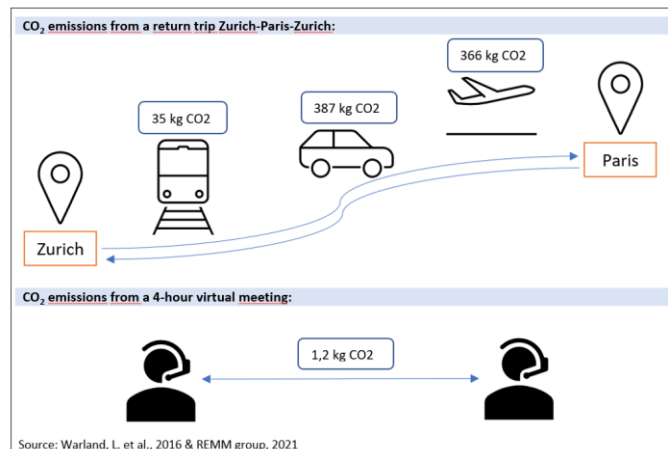 CO₂ emissions from a return trip Zurich-Paris-Zurich:
366 kg CO2
35 kg CO2
387 kg CO2
Paris
Zurich
CO₂ emissions from a 4-hour virtual meeting:
1,2 kg CO2
Source: Warland, L. et al., 2016 & REMM group, 2021